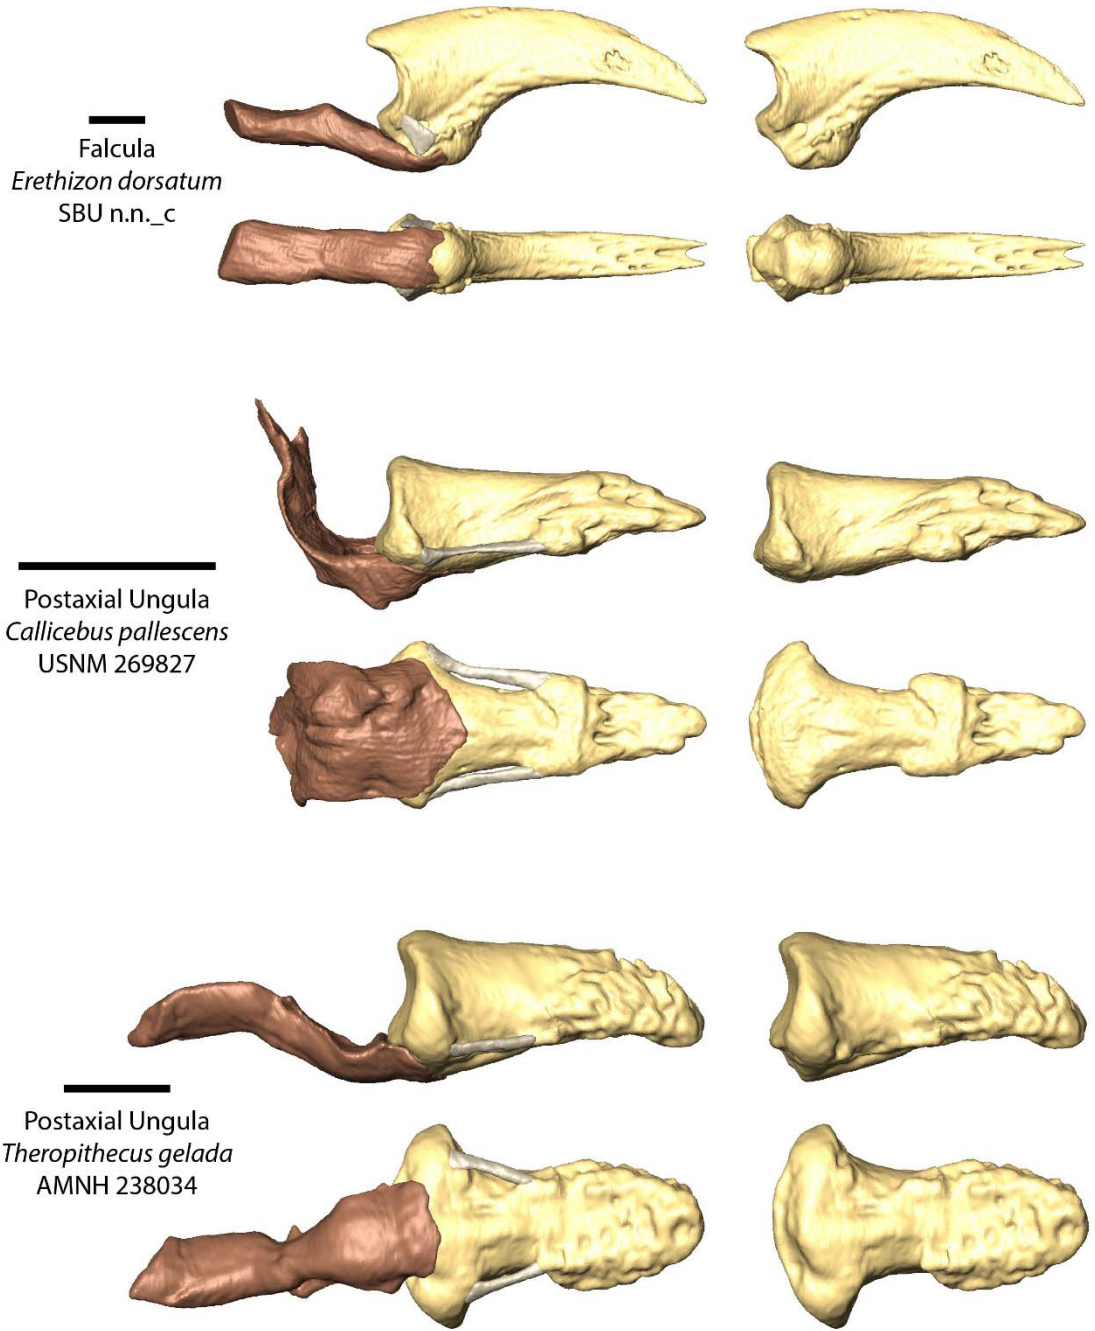 Falcula
Erethizon dorsatum
SBU n.n._c
Postaxial Ungula
Callicebus pallescens
USNM 269827
Postaxial Ungula
Theropithecus gelada
AMNH 238034